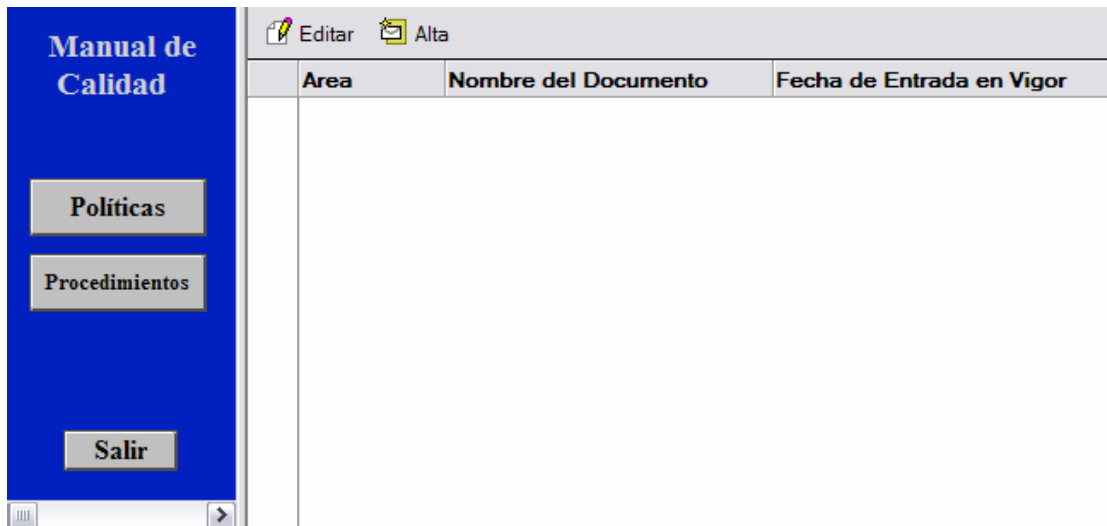 Manual de
Calidad
Políticas
Procedimientos
Salir
Editar Alta
Area Nombre del Documento Fecha de Entrada en Vigor